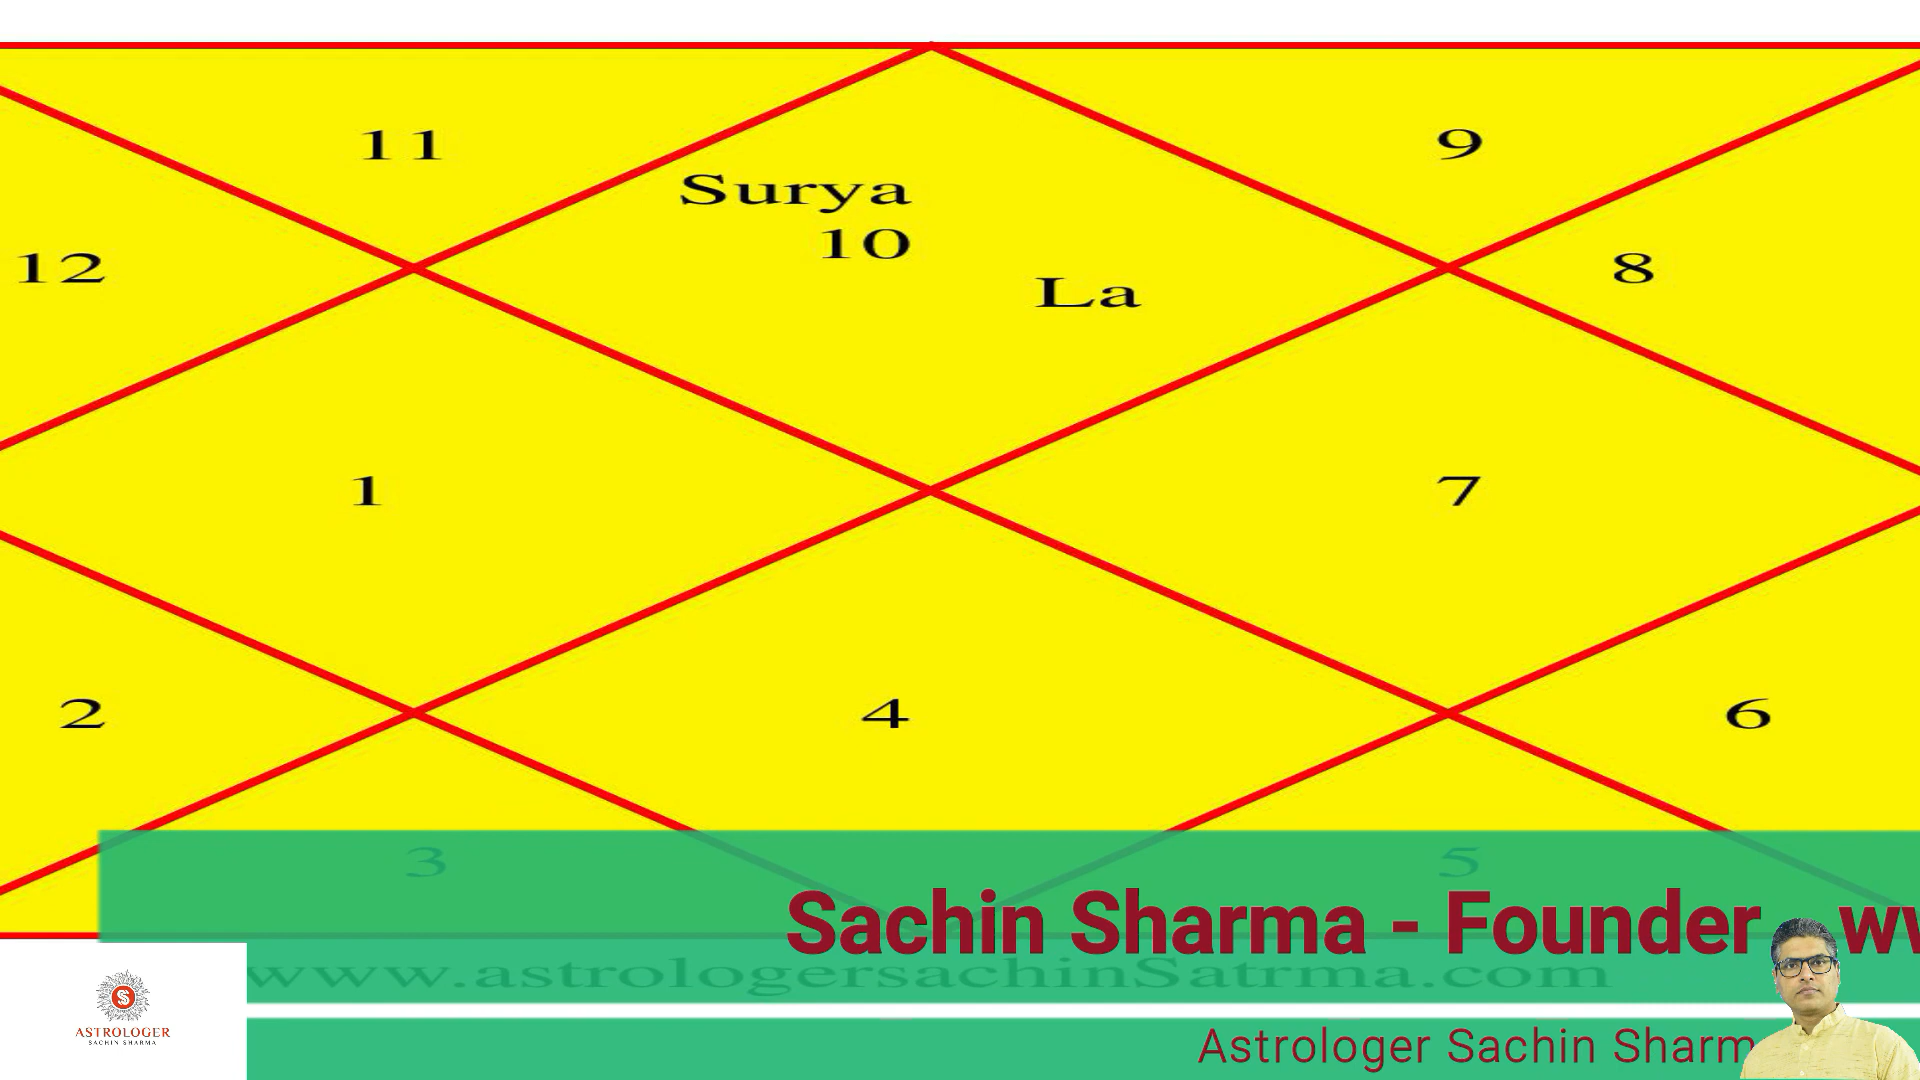 11
9
Surya
10
12
8
La
1
7
2
4
6
3
5
Sachin Sharma - Founder
www.astrologersachinSatrma.com
ASTROLOGER
SACHIN SHARMA
Astrologer Sachin Sharm